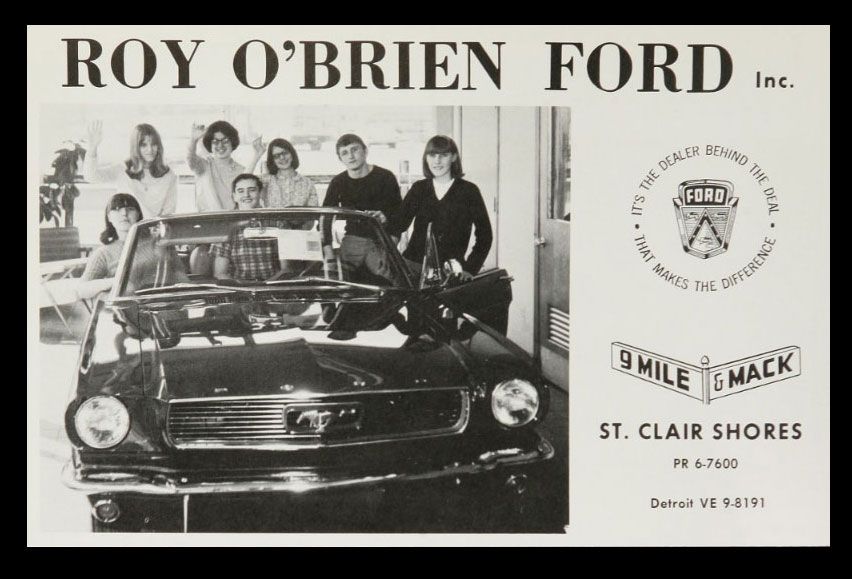 ROY O'BRIEN FORD Inc.
• IT'S THE DEALER BEHIND THE DEAL •
THAT MAKES THE DIFFERENCE
FORD
9 MILE & MACK
ST. CLAIR SHORES
PR 6-7600
Detroit VE 9-8191
FORD